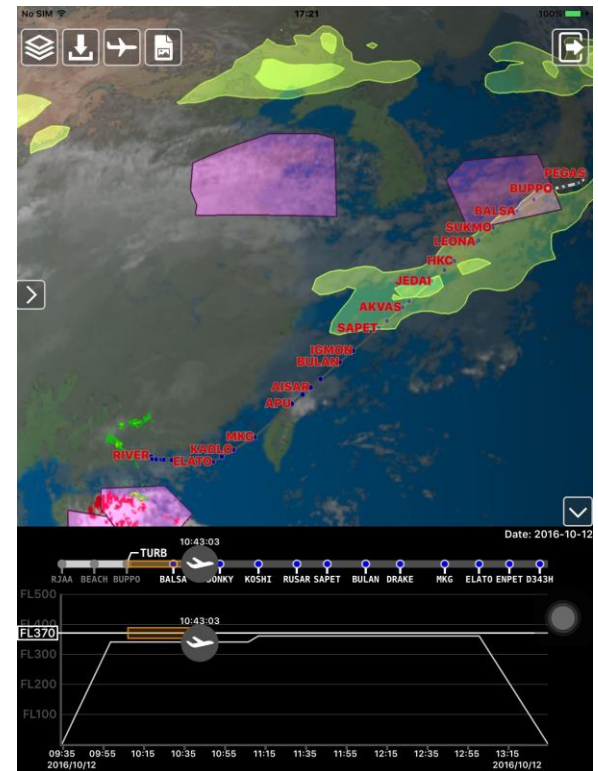 No SIM 17:21 100%
PEGAS
BUPPO
BALSA
SUKMO
LEONA
HKC
JEDAI
AKVAS
SAPET
IGMON
BULAN
AISAR
APU
MKG
KADLO
RIVER
ELATO
Date: 2016-10-12
10:43:03
TURB
RJAA BEACH BUPPO BALSA ONKY KOSHI RUSAR SAPET BULAN DRAKE MKG ELATO ENPET D343H
FL500
FL400
10:43:03
FL370
FL300
FL200
FL100
09:35 09:55 10:15 10:35 10:55 11:15 11:35 11:55 12:15 12:35 12:55 13:15
2016/10/12 2016/10/12